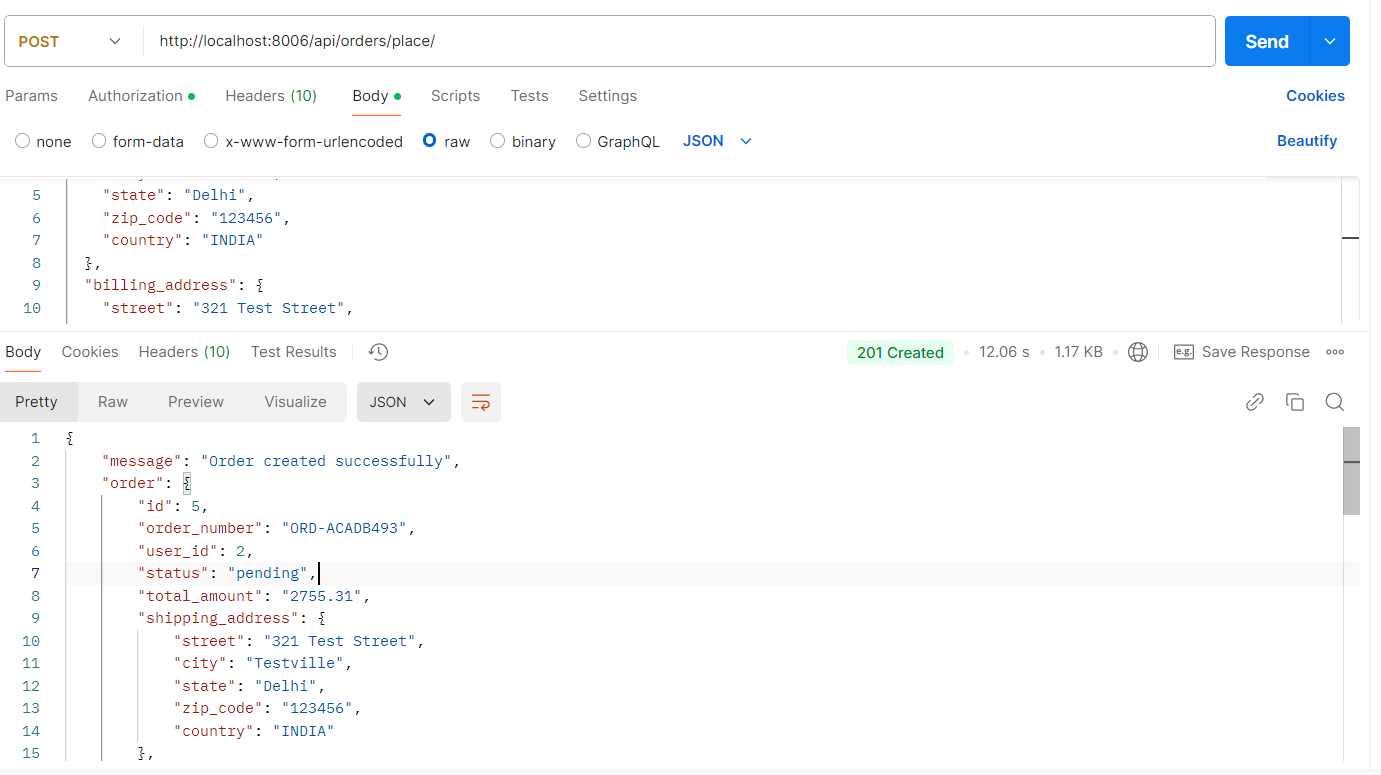 POST http://localhost:8006/api/orders/place/ Send
Params Authorization Headers (10) Body Scripts Tests Settings Cookies
none form-data x-www-form-urlencoded raw binary GraphQL JSON Beautify
5 "state": "Delhi",
6 "zip_code": "123456",
7 "country": "INDIA"
8 },
9 "billing_address": {
10 "street": "321 Test Street",
Body Cookies Headers (10) Test Results 201 Created 12.06 s 1.17 KB e.g. Save Response
Pretty Raw Preview Visualize JSON
1 {
2 "message": "Order created successfully",
3 "order": {
4 "id": 5,
5 "order_number": "ORD-ACADB493",
6 "user_id": 2,
7 "status": "pending",
8 "total_amount": "2755.31",
9 "shipping_address": {
10 "street": "321 Test Street",
11 "city": "Testville",
12 "state": "Delhi",
13 "zip_code": "123456",
14 "country": "INDIA"
15 },